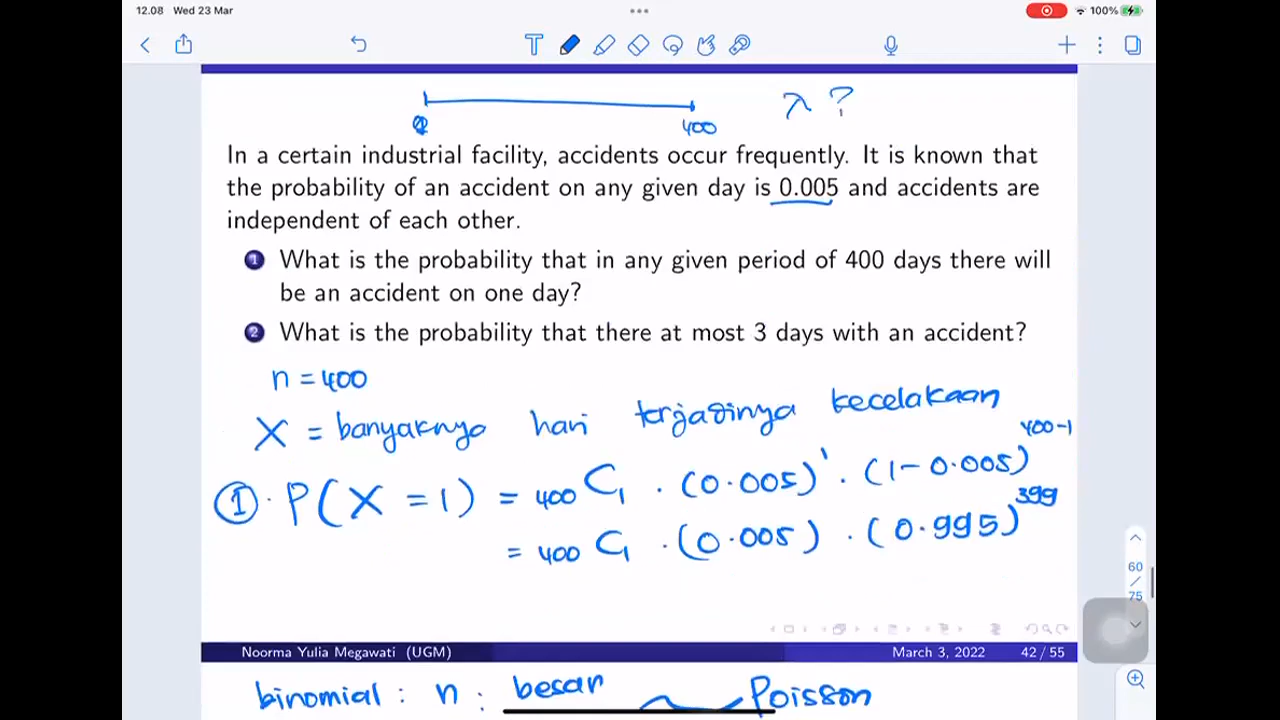 12.08 Wed 23 Mar
100%
0 400 λ ?
In a certain industrial facility, accidents occur frequently. It is known that
the probability of an accident on any given day is 0.005 and accidents are
independent of each other.
1 What is the probability that in any given period of 400 days there will
be an accident on one day?
2 What is the probability that there at most 3 days with an accident?
n = 400
X = banyaknya hari terjadinya kecelakaan
① · P(X = 1) = ₄₀₀C₁ · (0.005)¹ · (1 - 0.005)⁴⁰⁰⁻¹
= ₄₀₀C₁ · (0.005) · (0.995)³⁹⁹
60
/
75
Noorma Yulia Megawati (UGM) March 3, 2022 42 / 55
binomial : n : besar Poisson